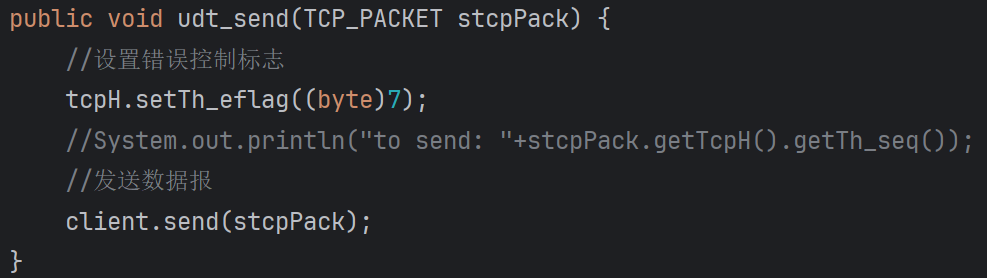 public void udt_send(TCP_PACKET stcpPack) {
    //设置错误控制标志
    tcpH.setTh_eflag((byte)7);
    //System.out.println("to send: "+stcpPack.getTcpH().getTh_seq());
    //发送数据报
    client.send(stcpPack);
}